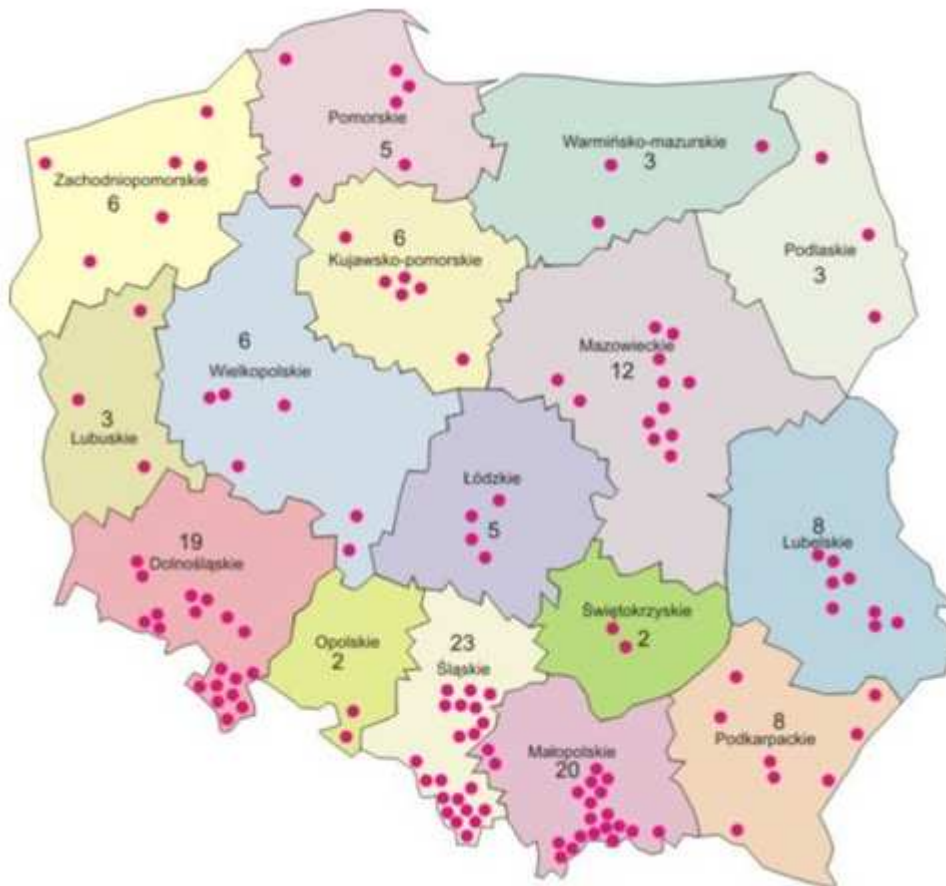 Pomorskie
5
Warmińsko-mazurskie
3
Zachodniopomorskie
6
6
Kujawsko-pomorskie
Podlaskie
3
6
Wielkopolskie
Mazowieckie
12
3
Lubuskie
Łódzkie
5
19
Dolnośląskie
8
Lubelskie
Opolskie
2
23
Śląskie
Świętokrzyskie
2
Małopolskie
20
8
Podkarpackie